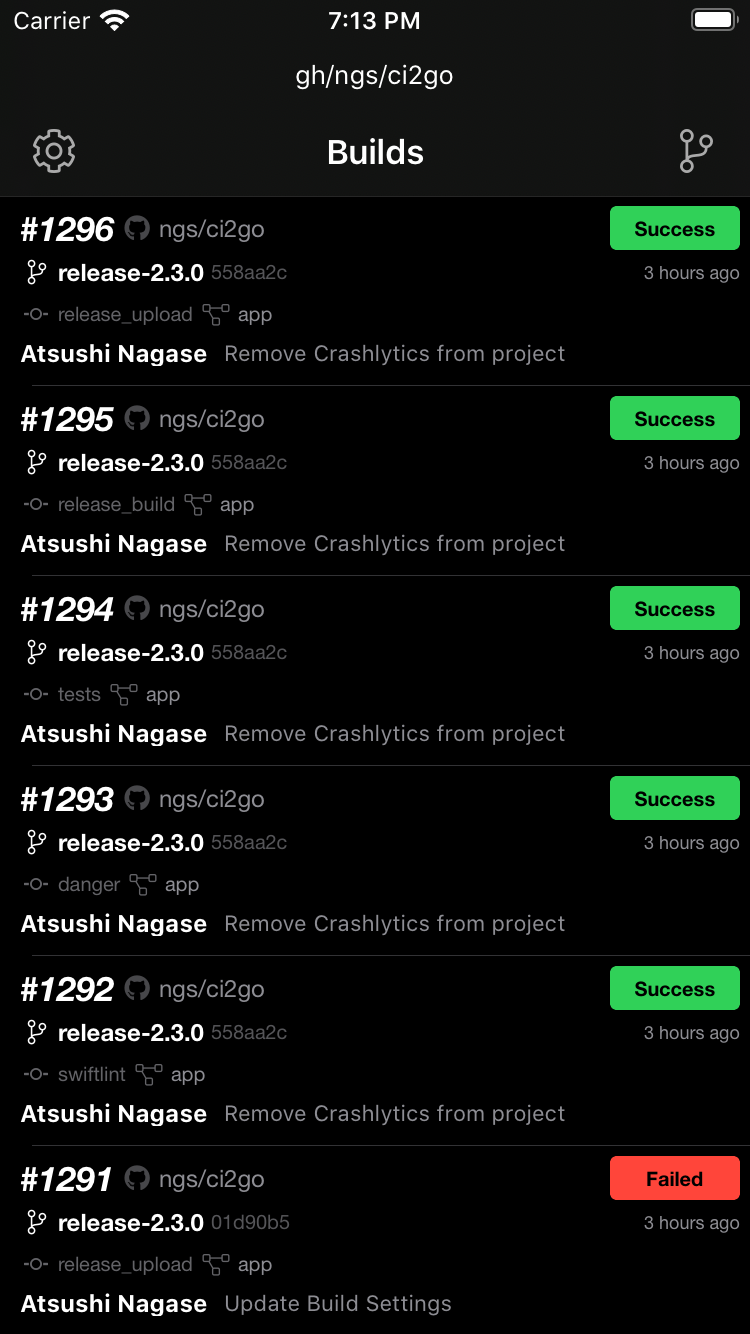 Carrier 7:13 PM
gh/ngs/ci2go
Builds
#1296 ngs/ci2go Success
release-2.3.0 558aa2c 3 hours ago
release_upload app
Atsushi Nagase Remove Crashlytics from project
#1295 ngs/ci2go Success
release-2.3.0 558aa2c 3 hours ago
release_build app
Atsushi Nagase Remove Crashlytics from project
#1294 ngs/ci2go Success
release-2.3.0 558aa2c 3 hours ago
tests app
Atsushi Nagase Remove Crashlytics from project
#1293 ngs/ci2go Success
release-2.3.0 558aa2c 3 hours ago
danger app
Atsushi Nagase Remove Crashlytics from project
#1292 ngs/ci2go Success
release-2.3.0 558aa2c 3 hours ago
swiftlint app
Atsushi Nagase Remove Crashlytics from project
#1291 ngs/ci2go Failed
release-2.3.0 01d90b5 3 hours ago
release_upload app
Atsushi Nagase Update Build Settings